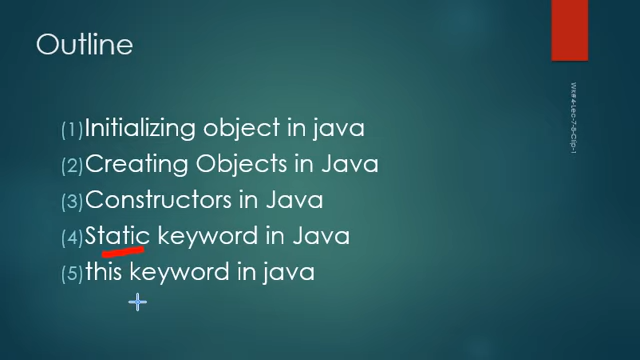 Outline
(1)Initializing object in java
(2)Creating Objects in Java
(3)Constructors in Java
(4)Static keyword in Java
(5)this keyword in java